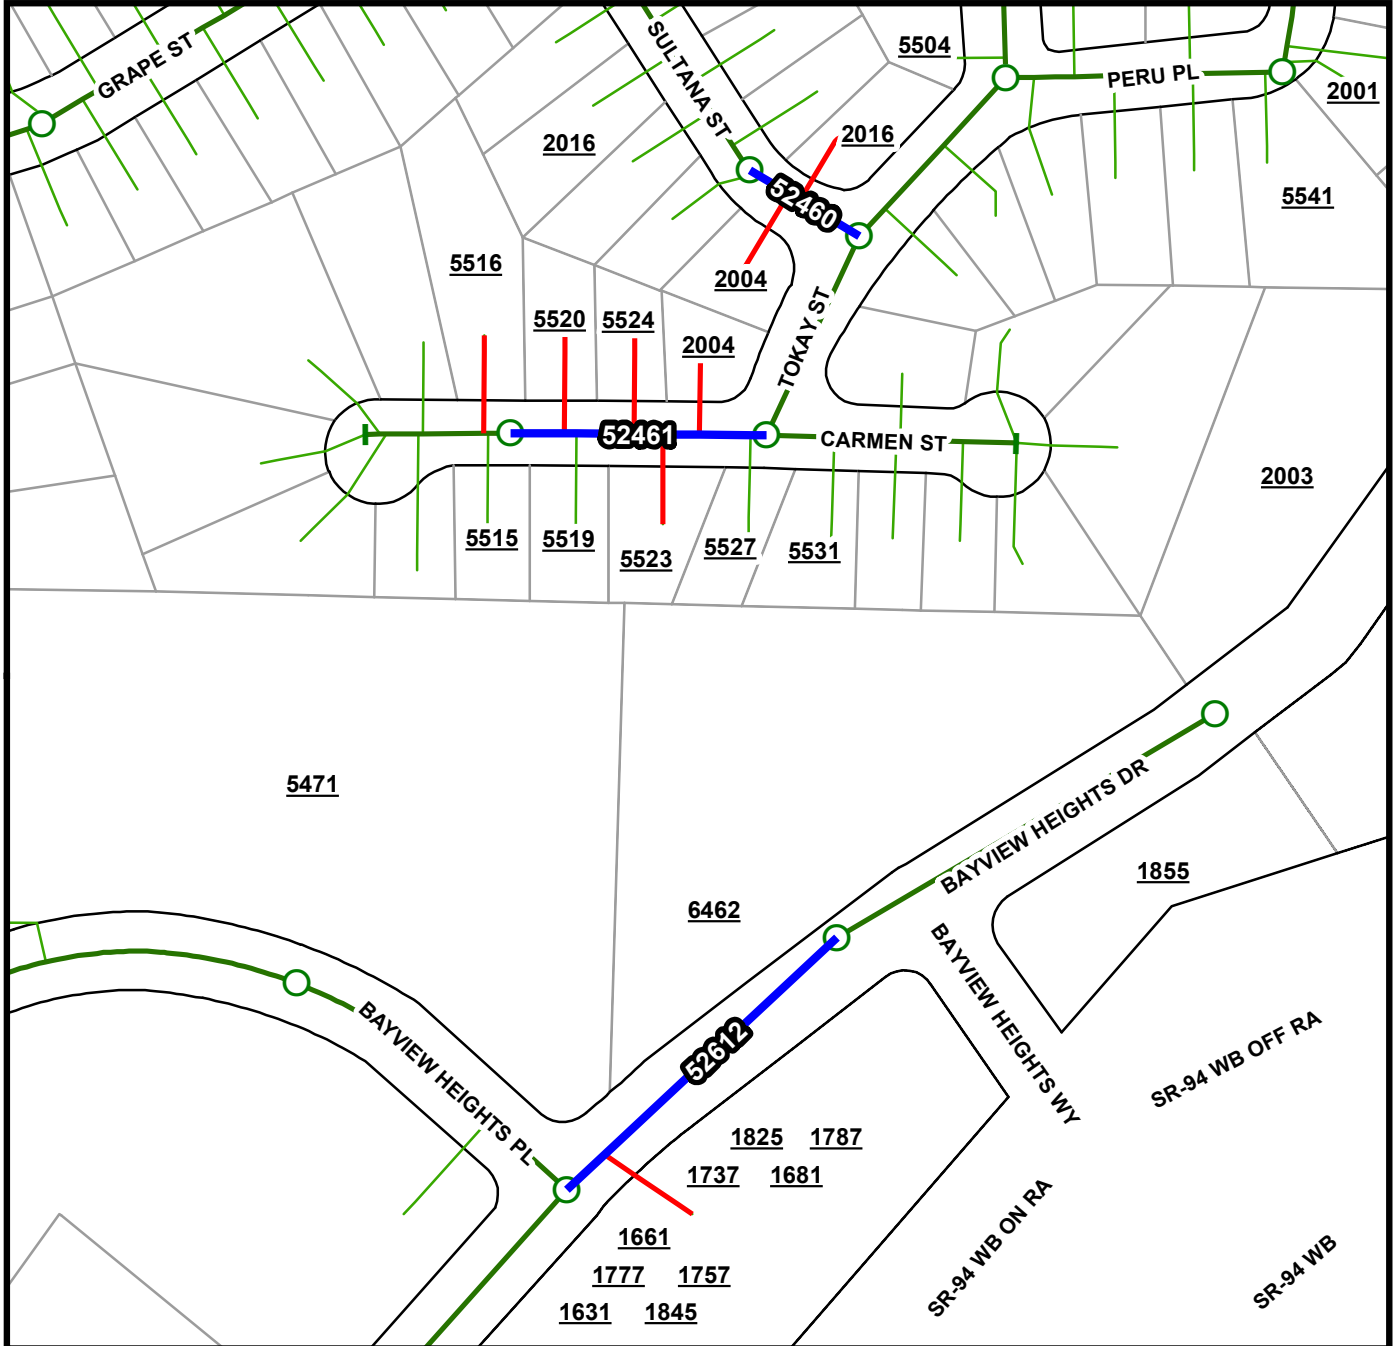 GRAPE ST
SULTANA ST
5504
PERU PL
2001
2016
2016
52460
5541
5516
2004
5520
5524
2004
TOKAY ST
52461
CARMEN ST
2003
5515
5519
5523
5527
5531
5471
BAYVIEW HEIGHTS DR
1855
6462
BAYVIEW HEIGHTS WY
BAYVIEW HEIGHTS PL
52612
SR-94 WB OFF RA
1825
1787
1737
1681
SR-94 WB ON RA
1661
1777
1757
SR-94 WB
1631
1845